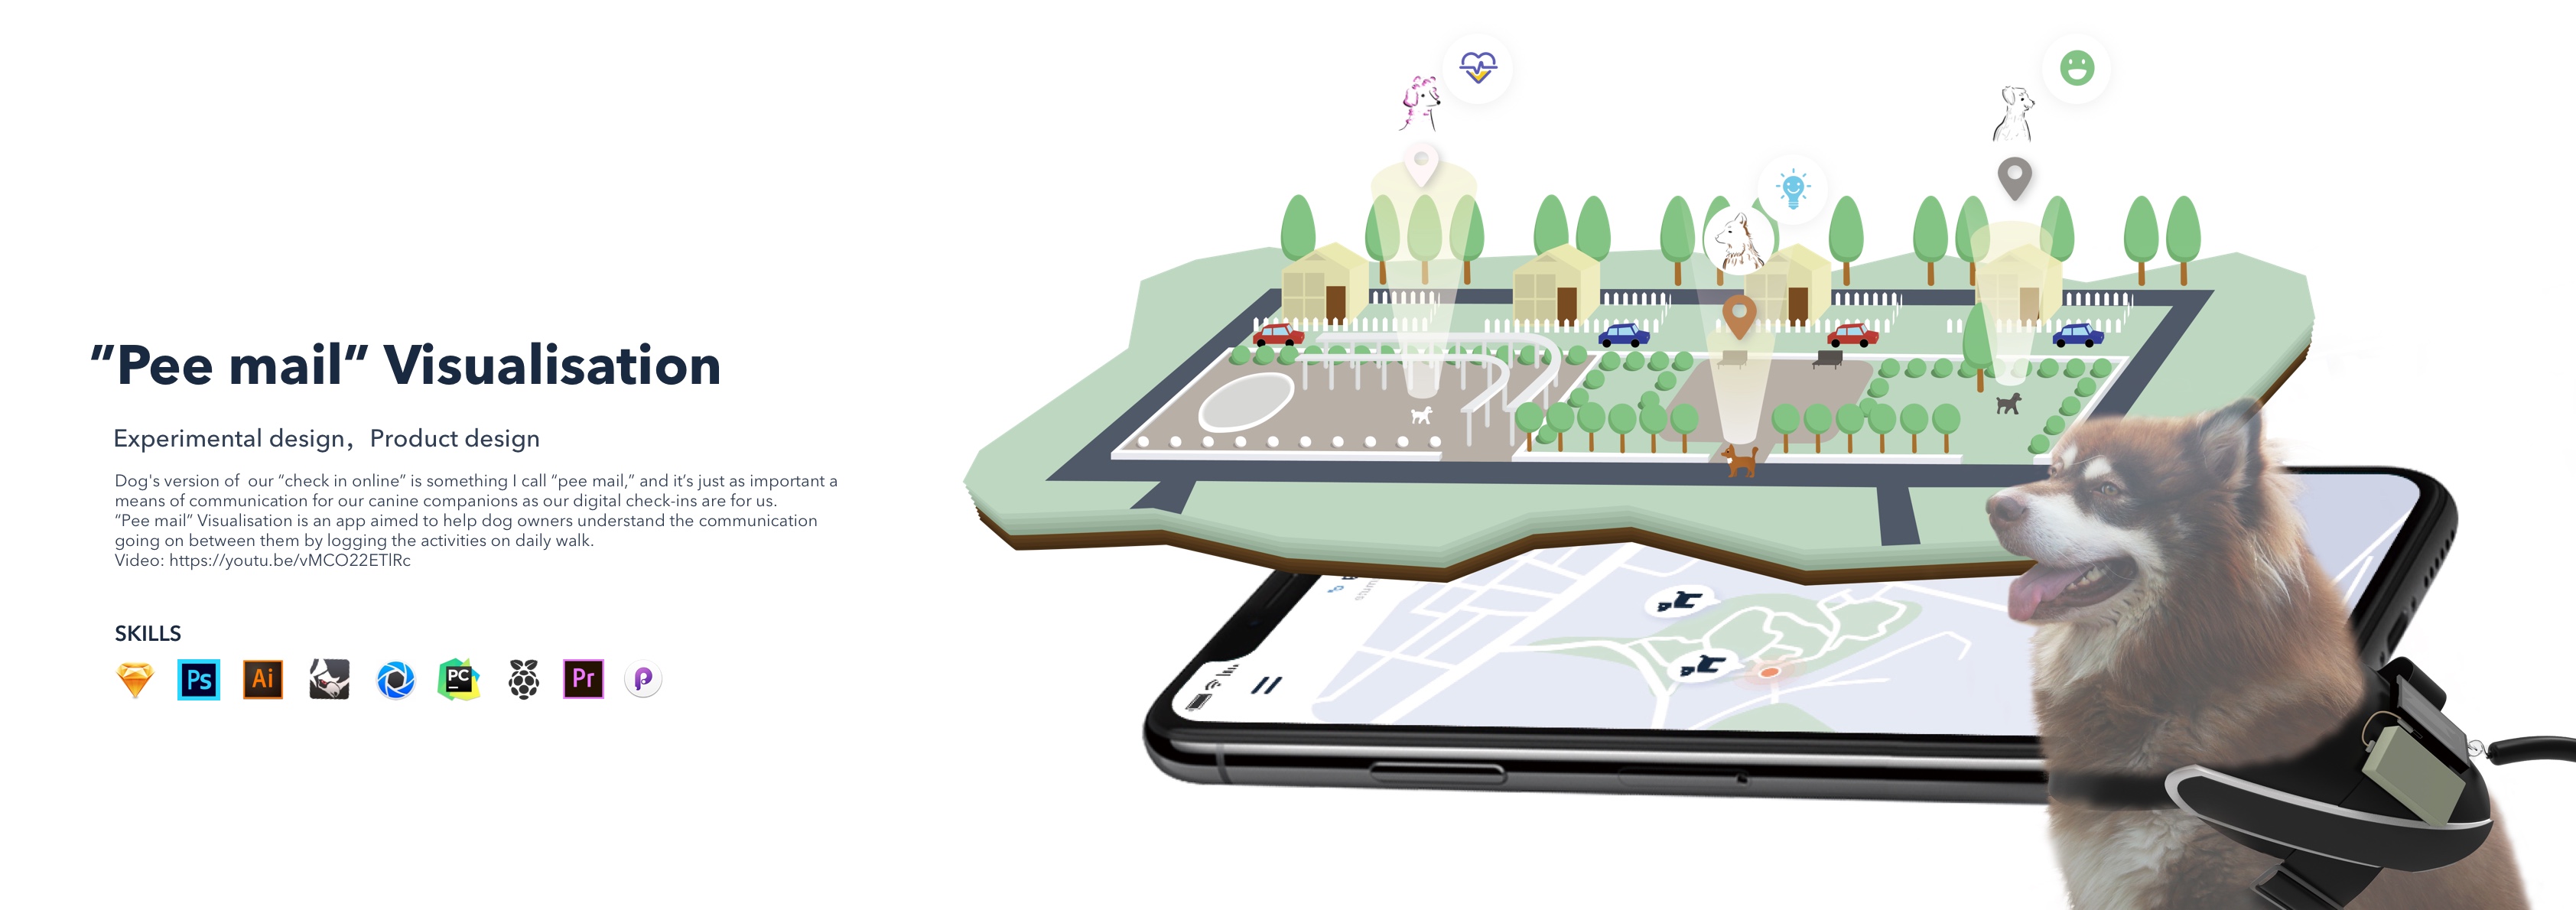 ”Pee mail” Visualisation
Experimental design,  Product design
Dog's version of  our “check in online” is something I call “pee mail,” and it’s just as important a
means of communication for our canine companions as our digital check-ins are for us.
“Pee mail” Visualisation is an app aimed to help dog owners understand the communication
going on between them by logging the activities on daily walk.
Video: https://youtu.be/vMCO22ETlRc
SKILLS
Ps
Ai
PC
Pr